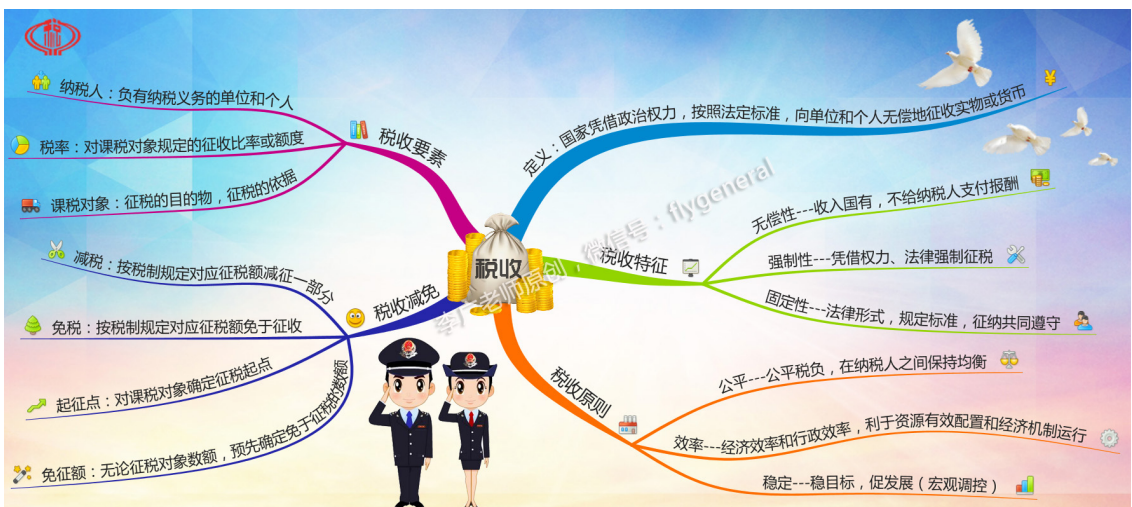 税收
定义：国家凭借政治权力，按照法定标准，向单位和个人无偿地征收实物或货币
税收特征
无偿性---收入国有，不给纳税人支付报酬
强制性---凭借权力、法律强制征税
固定性---法律形式，规定标准，征纳共同遵守
税收原则
公平---公平税负，在纳税人之间保持均衡
效率---经济效率和行政效率，利于资源有效配置和经济机制运行
稳定---稳目标，促发展（宏观调控）
税收要素
纳税人：负有纳税义务的单位和个人
税率：对课税对象规定的征收比率或额度
课税对象：征税的目的物，征税的依据
税收减免
减税：按税制规定对应征税额减征一部分
免税：按税制规定对应征税额免于征收
起征点：对课税对象确定征税起点
免征额：无论征税对象数额，预先确定免于征税的数额
老师原创，微信号：flygeneral